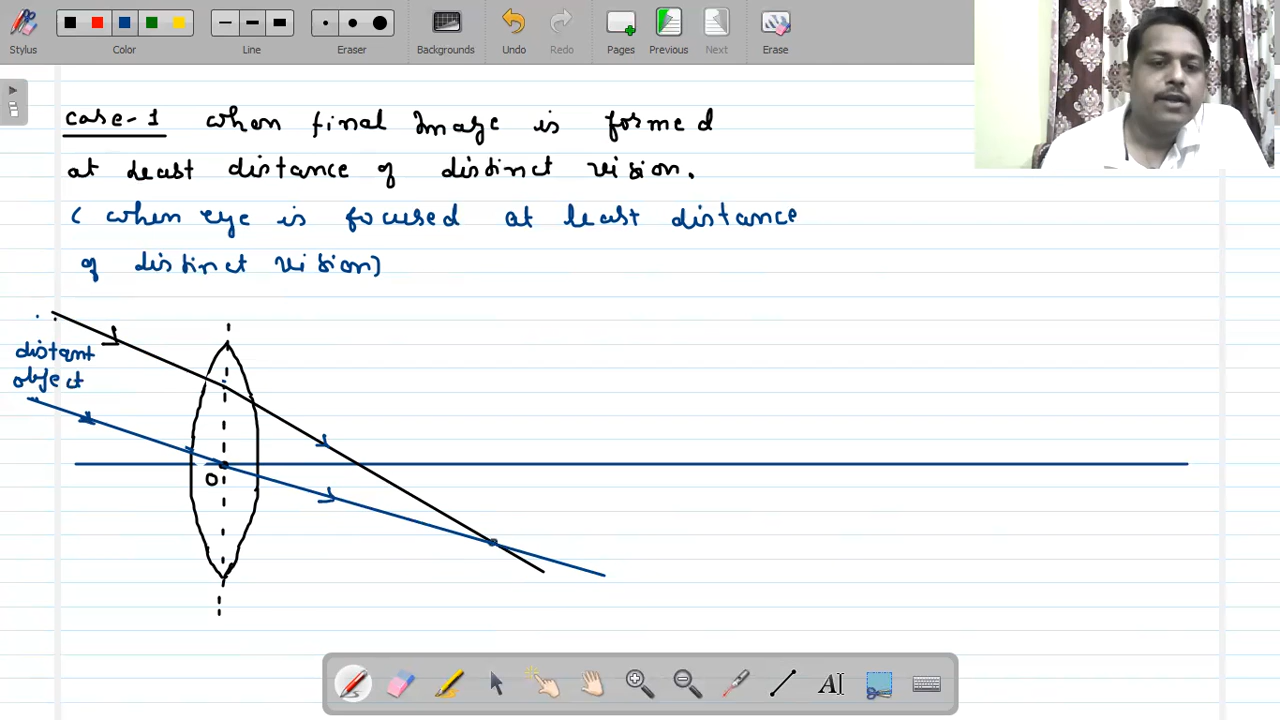 Stylus
Color
Line
Eraser
Backgrounds
Undo
Redo
Pages
Previous
Next
Erase
Case-1 when final Image is formed
at least distance of distinct vision.
( when eye is focused at least distance
of distinct vision)
distant
object
O
A